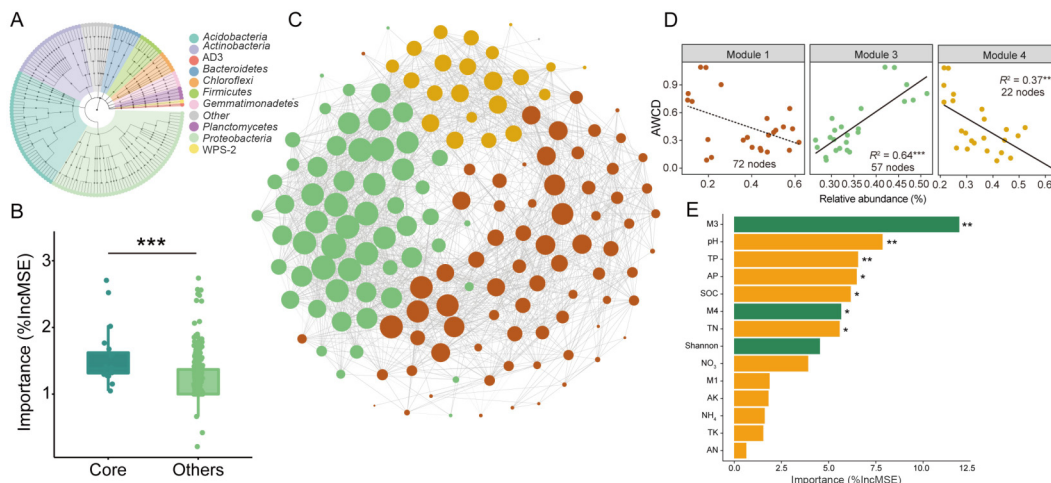 A
Acidobacteria
Actinobacteria
AD3
Bacteroidetes
Chloroflexi
Firmicutes
Gemmatimonadetes
Other
Planctomycetes
Proteobacteria
WPS-2
B
Importance (%IncMSE)
3
2
1
***
Core
Others
C
D
Module 1
Module 3
Module 4
AWCD
0.9
0.6
0.3
0.0
72 nodes
R² = 0.64***
57 nodes
R² = 0.37**
22 nodes
0.2 0.4 0.6
0.25 0.30 0.35 0.40 0.45 0.50
0.2 0.3 0.4 0.5 0.6
Relative abundance (%)
E
M3 **
pH **
TP **
AP *
SOC *
M4 *
TN *
Shannon
M1
AK
NH₄
TK
AN
0.0 2.5 5.0 7.5 10.0 12.5
Importance (%IncMSE)